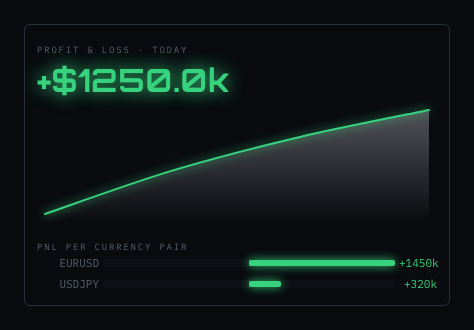 PROFIT & LOSS · TODAY
+$1250.0k
PNL PER CURRENCY PAIR
EURUSD +1450k
USDJPY +320k